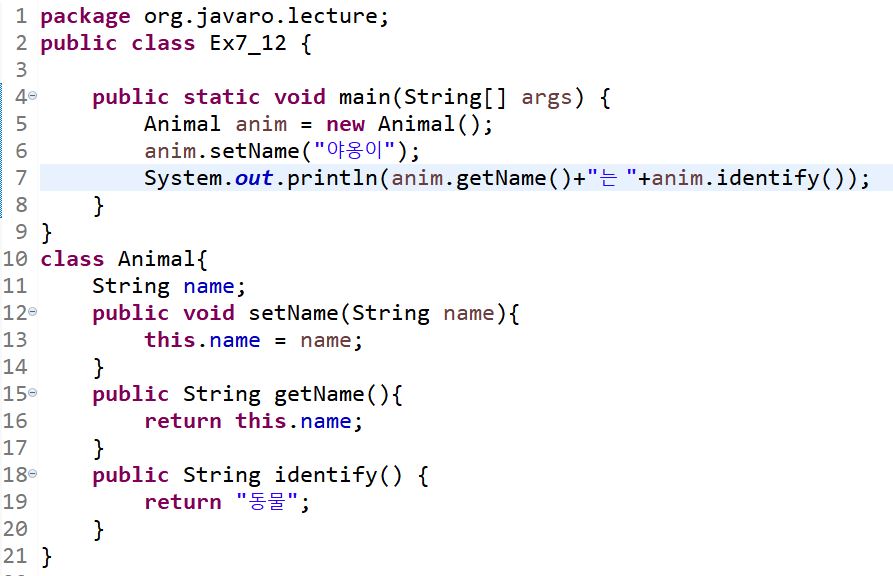 1 package org.javaro.lecture;
2 public class Ex7_12 {
3
4 public static void main(String[] args) {
5 Animal anim = new Animal();
6 anim.setName("야옹이");
7 System.out.println(anim.getName()+"는 "+anim.identify());
8 }
9 }
10 class Animal{
11 String name;
12 public void setName(String name){
13 this.name = name;
14 }
15 public String getName(){
16 return this.name;
17 }
18 public String identify() {
19 return "동물";
20 }
21 }